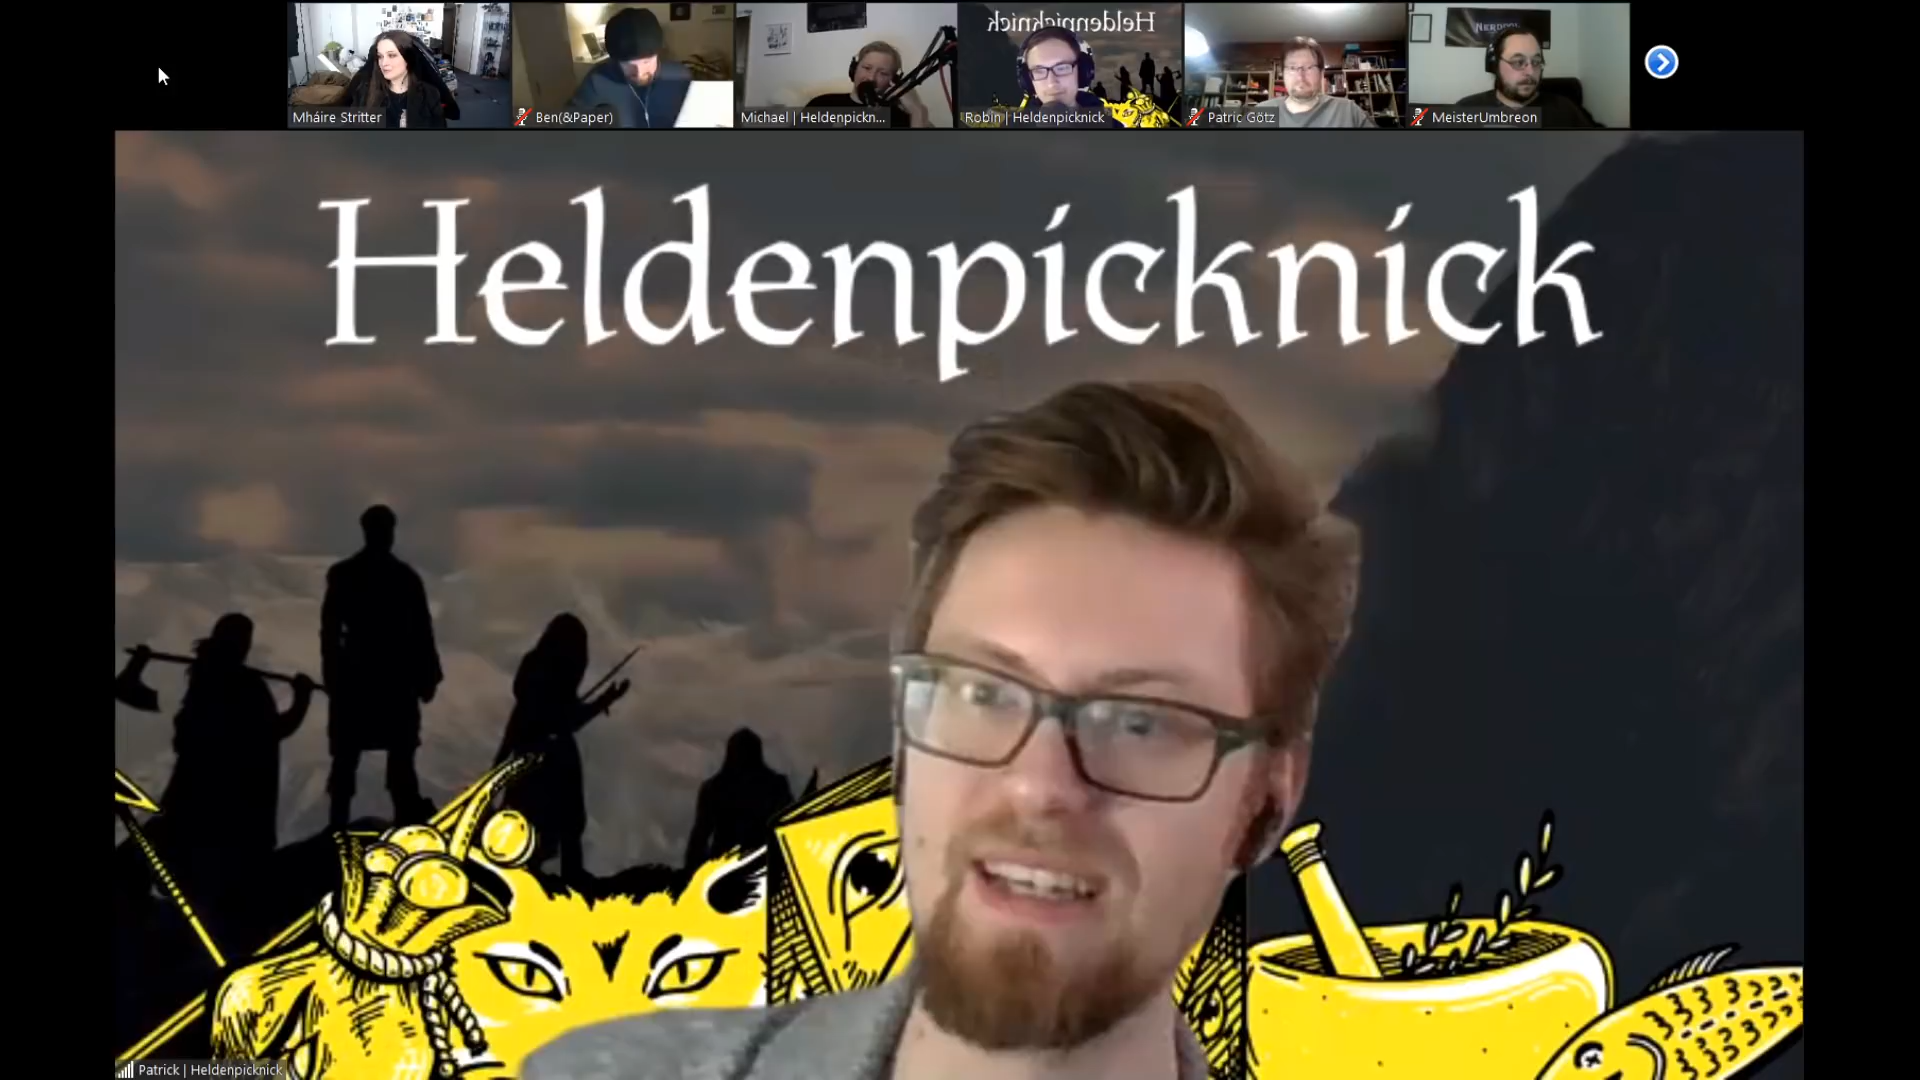 Mháire Stritter
Ben(&Paper)
Michael | Heldenpickn...
Heldenpicknick
Robin | Heldenpicknick
Patric Götz
MeisterUmbreon
Heldenpicknick
Patrick | Heldenpicknick